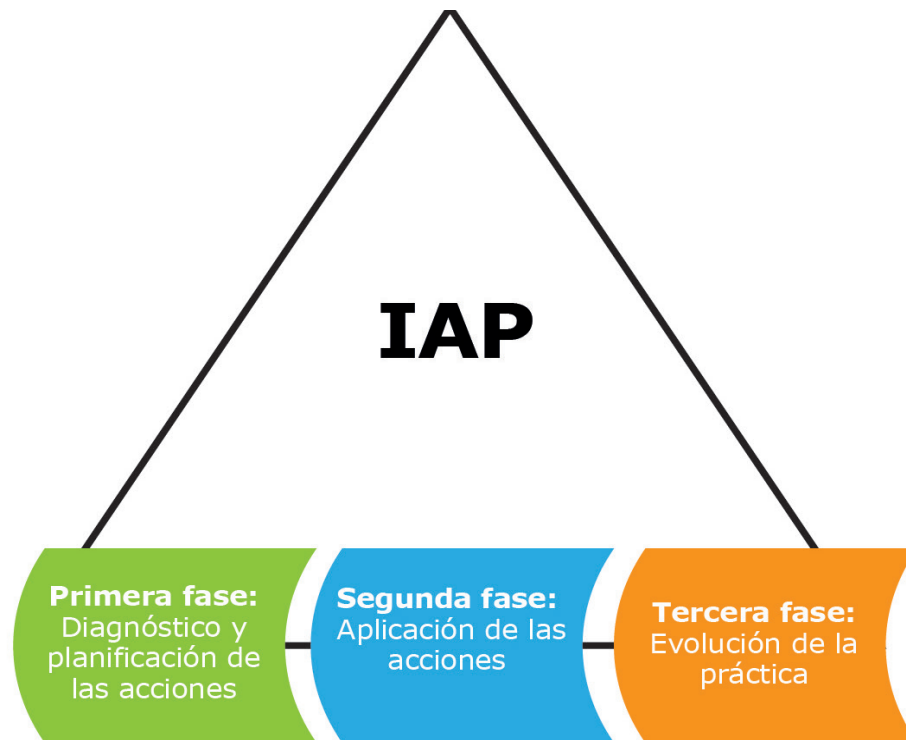 IAP
Primera fase:
Diagnóstico y
planificación de
las acciones
Segunda fase:
Aplicación de las
acciones
Tercera fase:
Evolución de la
práctica